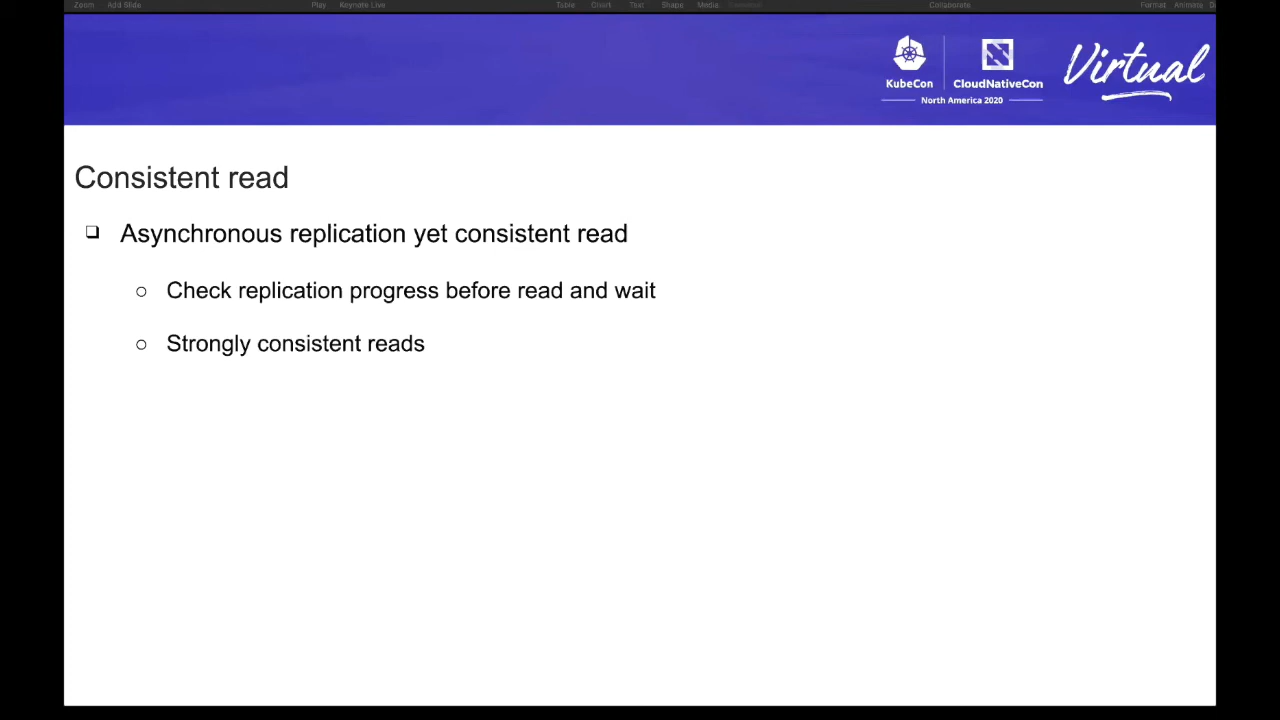 Zoom Add Slide Play Keynote Live Table Chart Text Shape Media Comment Collaborate Format Animate
KubeCon CloudNativeCon Virtual
North America 2020
Consistent read
❑ Asynchronous replication yet consistent read
○ Check replication progress before read and wait
○ Strongly consistent reads